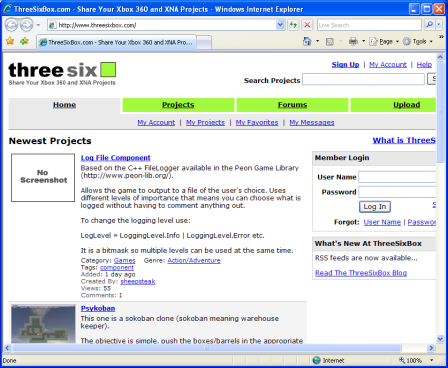 ThreeSixBox.com - Share Your Xbox 360 and XNA Projects - Windows Internet Explorer
http://www.threesixbox.com/
Live Search
ThreeSixBox.com - Share Your Xbox 360 and XNA Pro...
Page
Tools
three six
Share Your Xbox 360 and XNA Projects
Sign Up | My Account | Help
Search Projects
S
Home
Projects
Forums
Upload
My Account | My Projects | My Favorites | My Messages
Newest Projects
What is ThreeS
No
Screenshot
Log File Component
Based on the C++ FileLogger available in the Peon Game Library
(http://www.peon-lib.org/).
Allows the game to output to a file of the user's choice. Uses
different levels of importance that means you can choose what is
logged without having to comment anything out.
To change the logging level use:
LogLevel = LoggingLevel.Info | LoggingLevel.Error etc.
It is a bitmask so multiple levels can be used at the same time.
Category: Games Genre: Action/Adventure
Tags: component
Added: 1 day ago
Created By: sheepsteak
Views: 55
Comments: 1
Member Login
User Name
Password
Log In
S
Forgot: User Name | Passwor
What's New At ThreeSixBox
RSS feeds are now available...
Read The ThreeSixBox Blog
Psykoban
This one is a sokoban clone (sokoban meaning warehouse
keeper).
The objective is simple, push the boxes/barrels in the appropriate
Done
Internet
100%